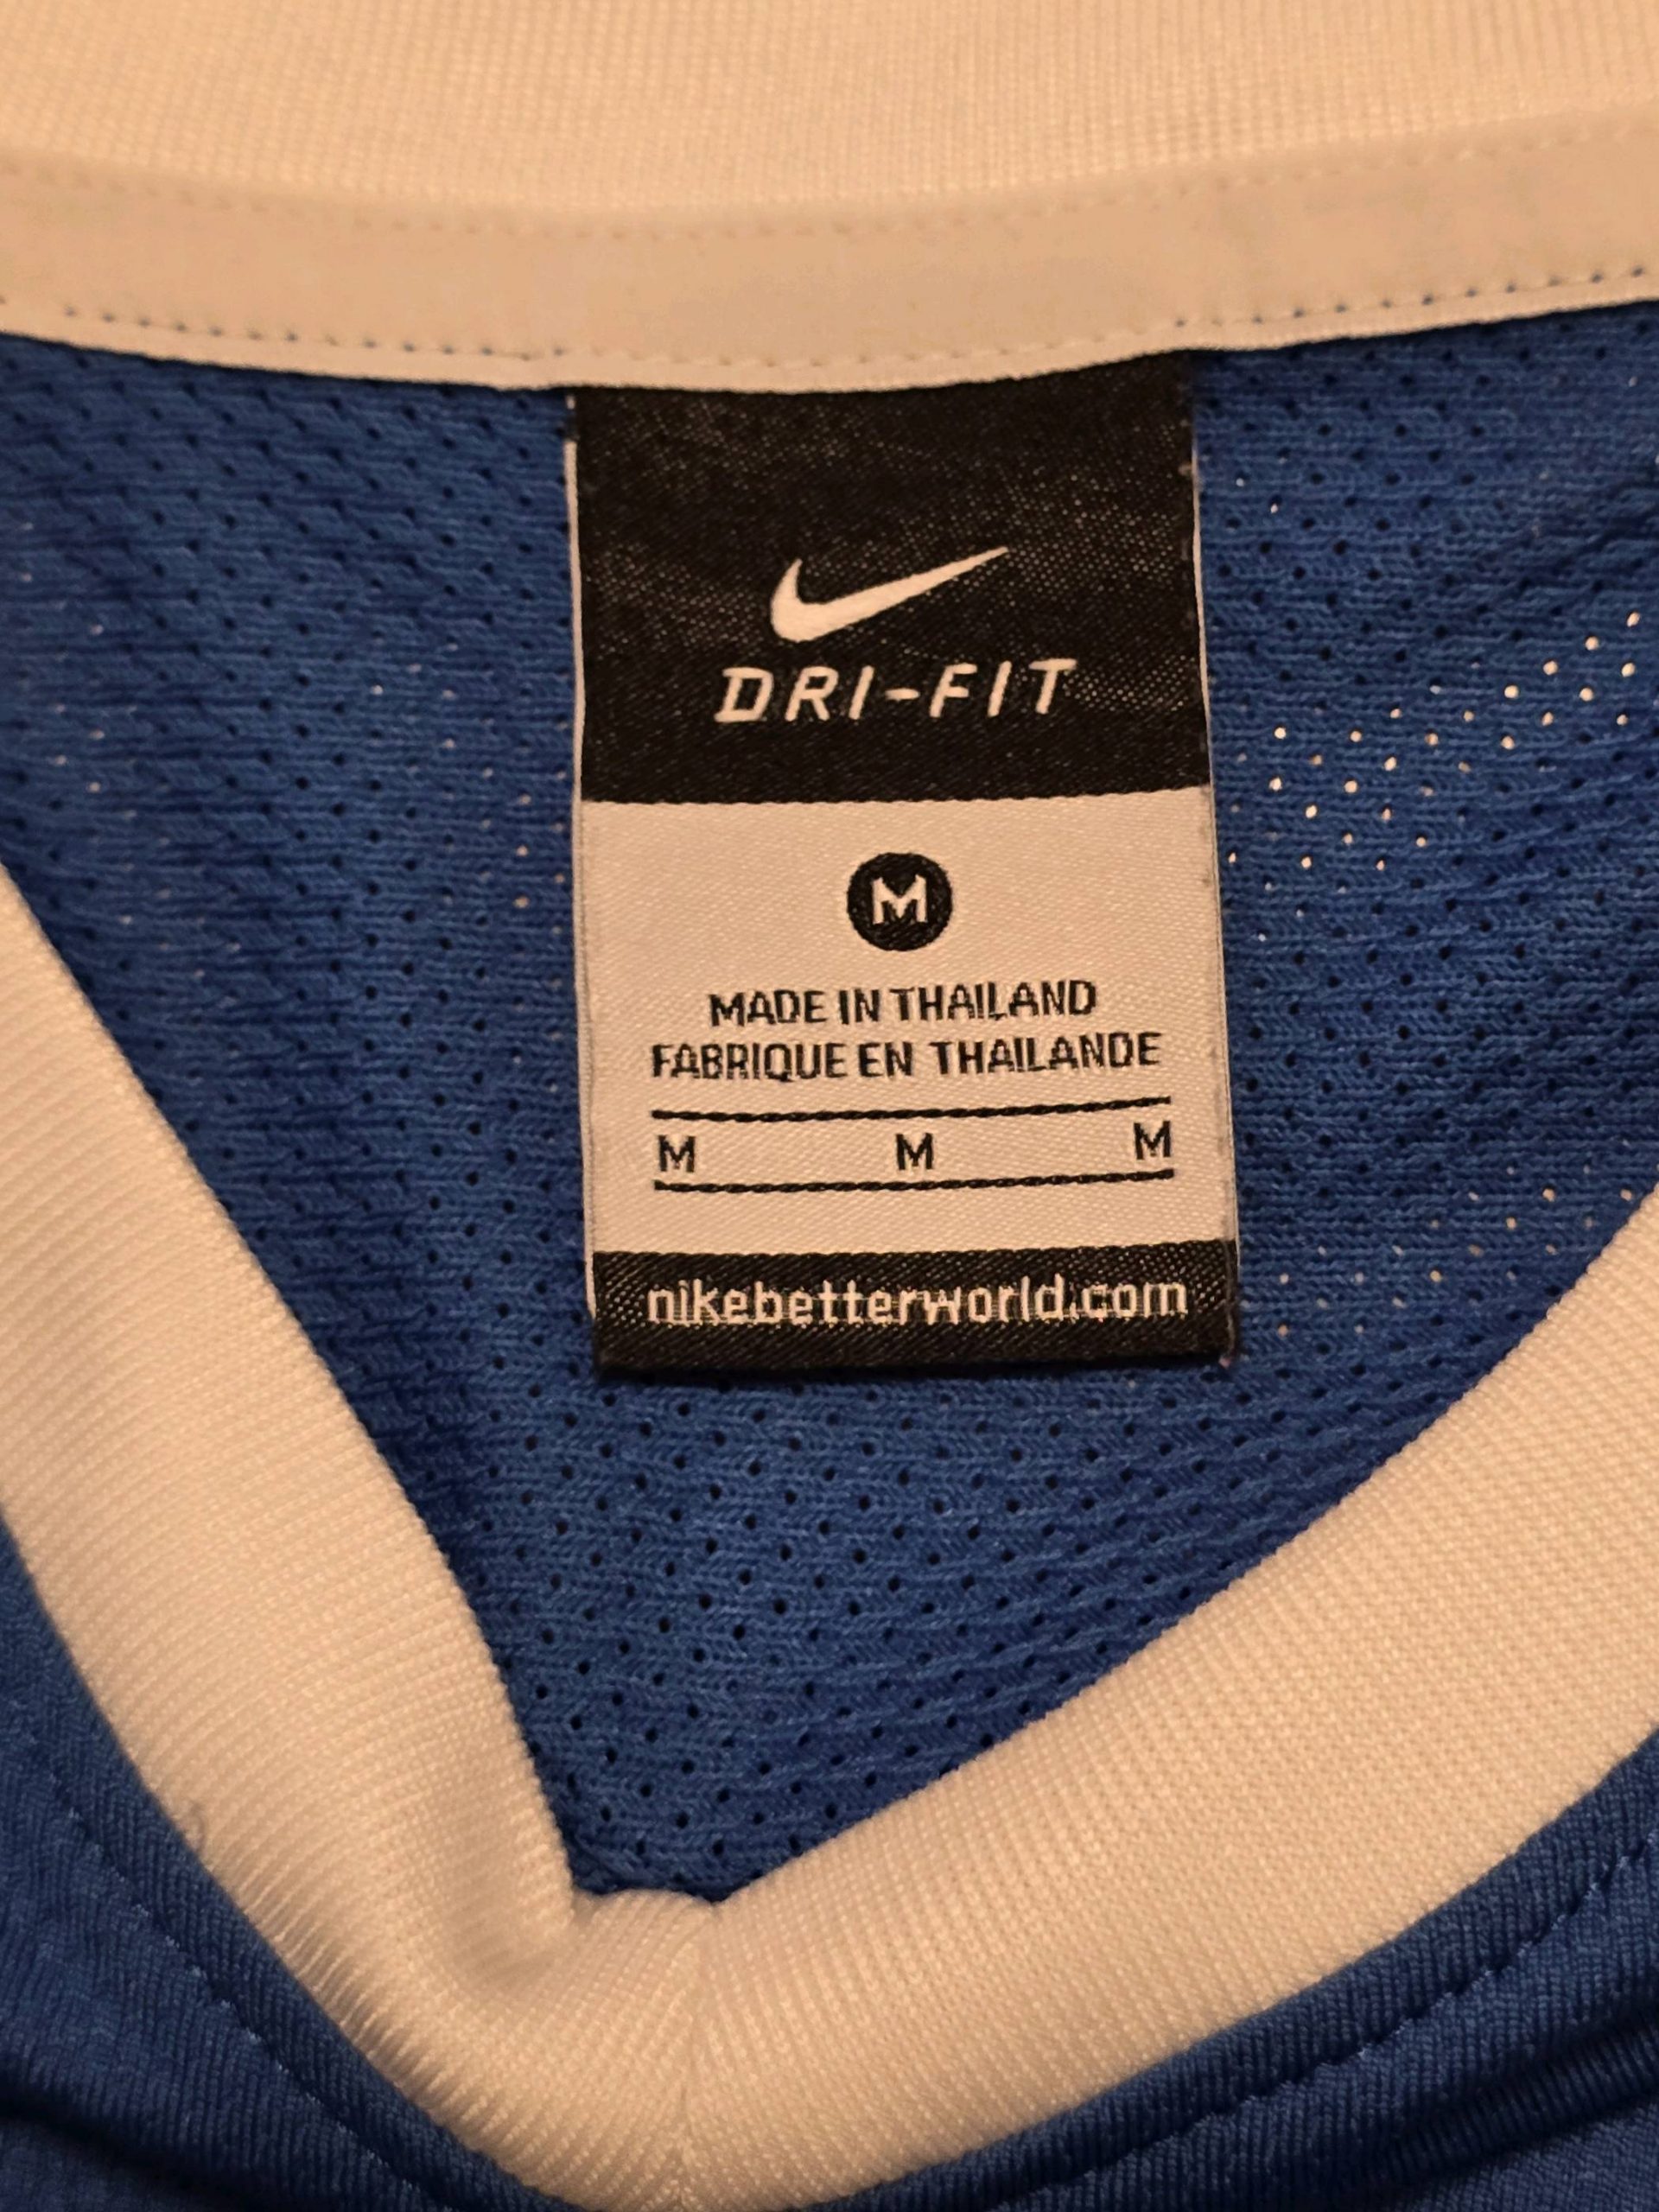 DRI-FIT
M
MADE IN THAILAND
FABRIQUE EN THAILANDE
M M M
nikebetterworld.com